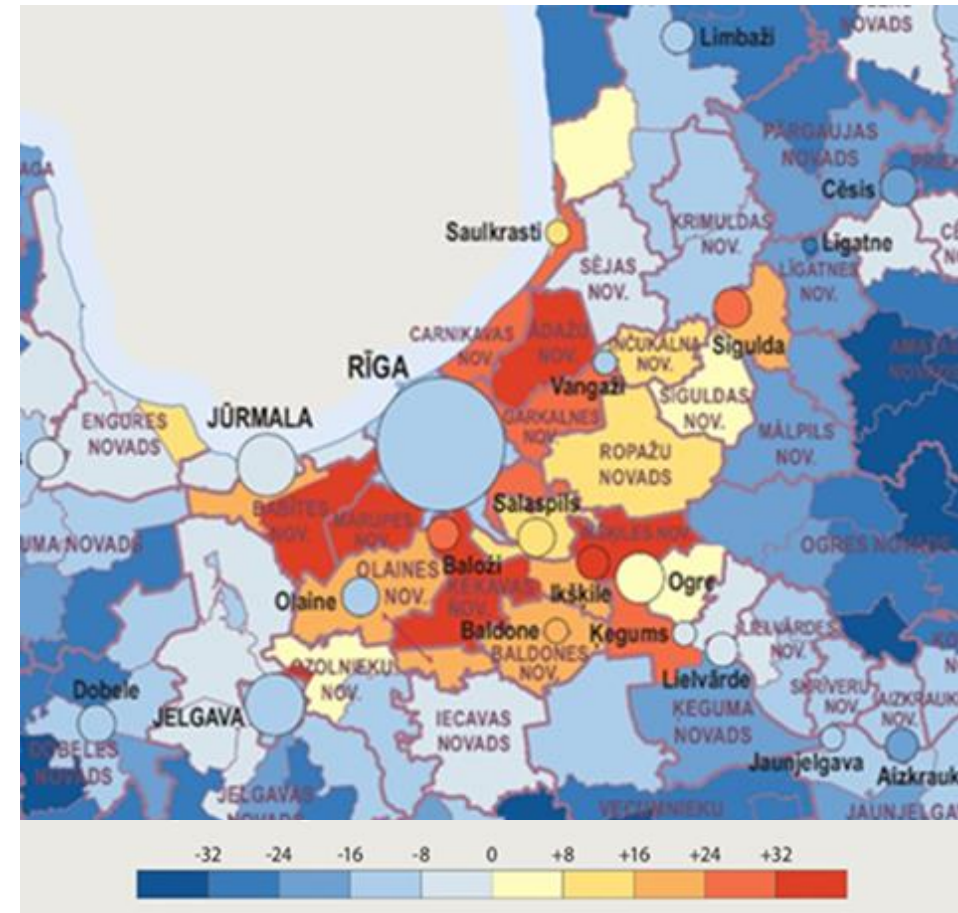 NOVADS
Limbaži
PĀRGAUJAS
NOVADS
Cēsis
Saulkrasti
KRIMULDAS
NOV.
Līgatne
SĒJAS
NOV.
LĪGATNES
NOV.
CARNIKAVAS
NOV.
ĀDAŽU
NOV.
Sigulda
INČUKALNA
NOV.
RĪGA
Vangaži
SIGULDAS
NOV.
ENGURES
NOVADS
JŪRMALA
GARKALNES
NOV.
MĀLPILS
NOV.
ROPAŽU
NOVADS
Salaspils
BABĪTES
NOV.
MĀRUPES
NOV.
OGRES NOVADS
Baloži
OLAINES
NOV.
Ogre
Ikšķile
Olaine
ĶEKAVAS
NOV.
Baldone
Ķegums
LIELVĀRDES
NOV.
BALDONES
NOV.
OZOLNIEKU
NOV.
Lielvārde
Dobele
SKRĪVERU
NOV.
JELGAVA
IECAVAS
NOVADS
ĶEGUMA
NOVADS
NOV.
DOBELES
NOVADS
Jaunjelgava
JELGAVAS
NOVADS
VECUMNIEKU
-32 -24 -16 -8 0 +8 +16 +24 +32